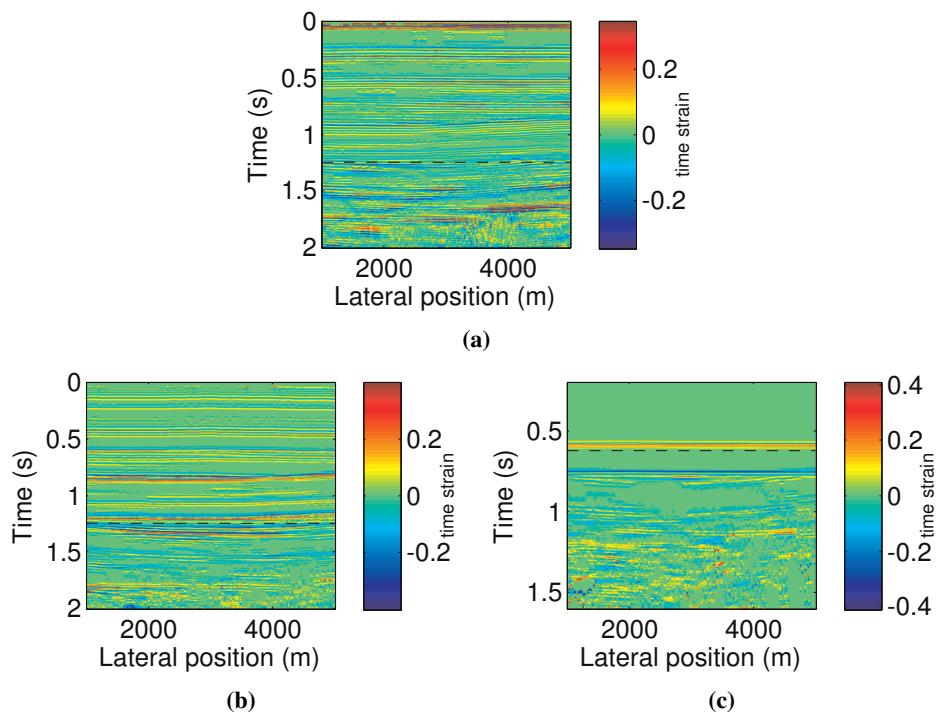 0
0.5
1
1.5
2
Time (s)
2000 4000
Lateral position (m)
0.2
0
-0.2
time strain
(a)
0
0.5
1
1.5
2
Time (s)
2000 4000
Lateral position (m)
0.2
0
-0.2
time strain
(b)
0.5
1
1.5
Time (s)
2000 4000
Lateral position (m)
0.4
0.2
0
-0.2
-0.4
time strain
(c)